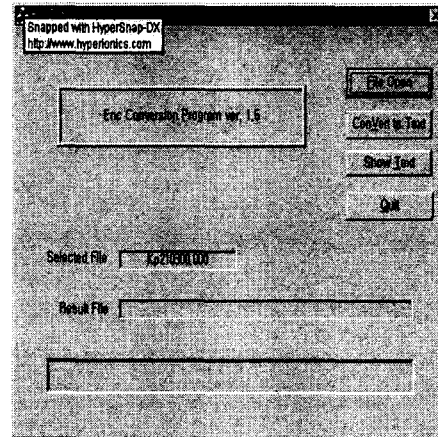 Snapped with HyperSnap-DX
http://www.hyperionics.com
File Open
Enc Conversion Program ver. 1.5
ConVert to Text
Show Text
Quit
Selected File
Result File